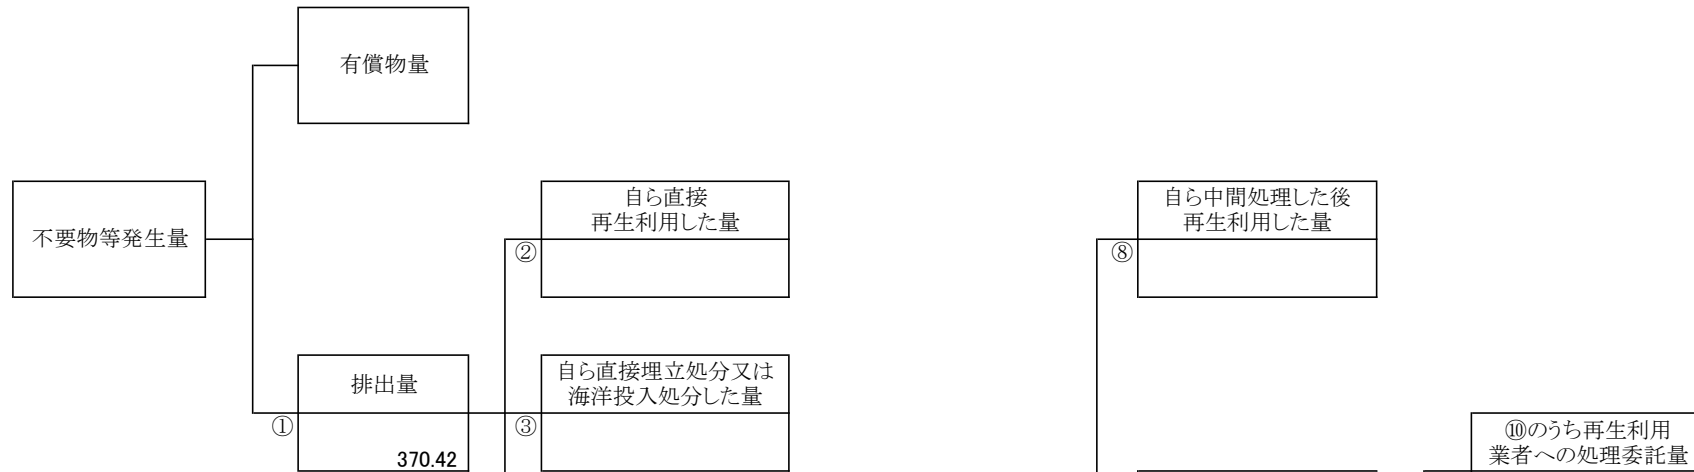 有償物量
不要物等発生量
自ら直接
再生利用した量
②
自ら中間処理した後
再生利用した量
⑧
排出量
①
370.42
自ら直接埋立処分又は
海洋投入処分した量
③
⑩のうち再生利用
業者への処理委託量